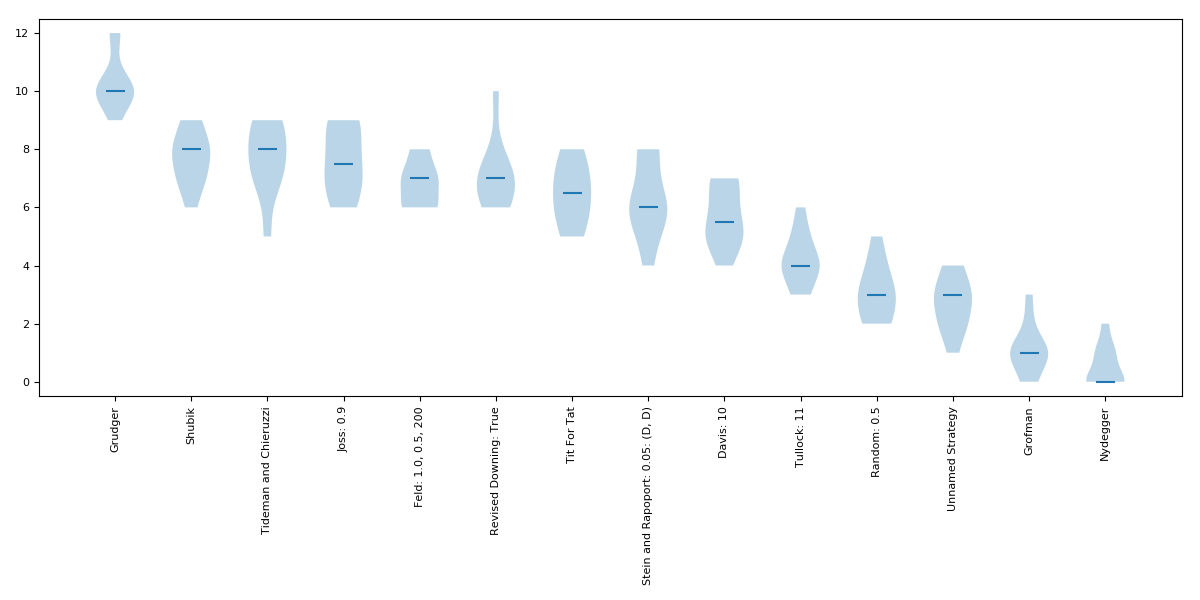 12
10
8
6
4
2
0
Grudger
Shubik
Tideman and Chieruzzi
Joss: 0.9
Feld: 1.0, 0.5, 200
Revised Downing: True
Tit For Tat
Stein and Rapoport: 0.05: (D, D)
Davis: 10
Tullock: 11
Random: 0.5
Unnamed Strategy
Grofman
Nydegger